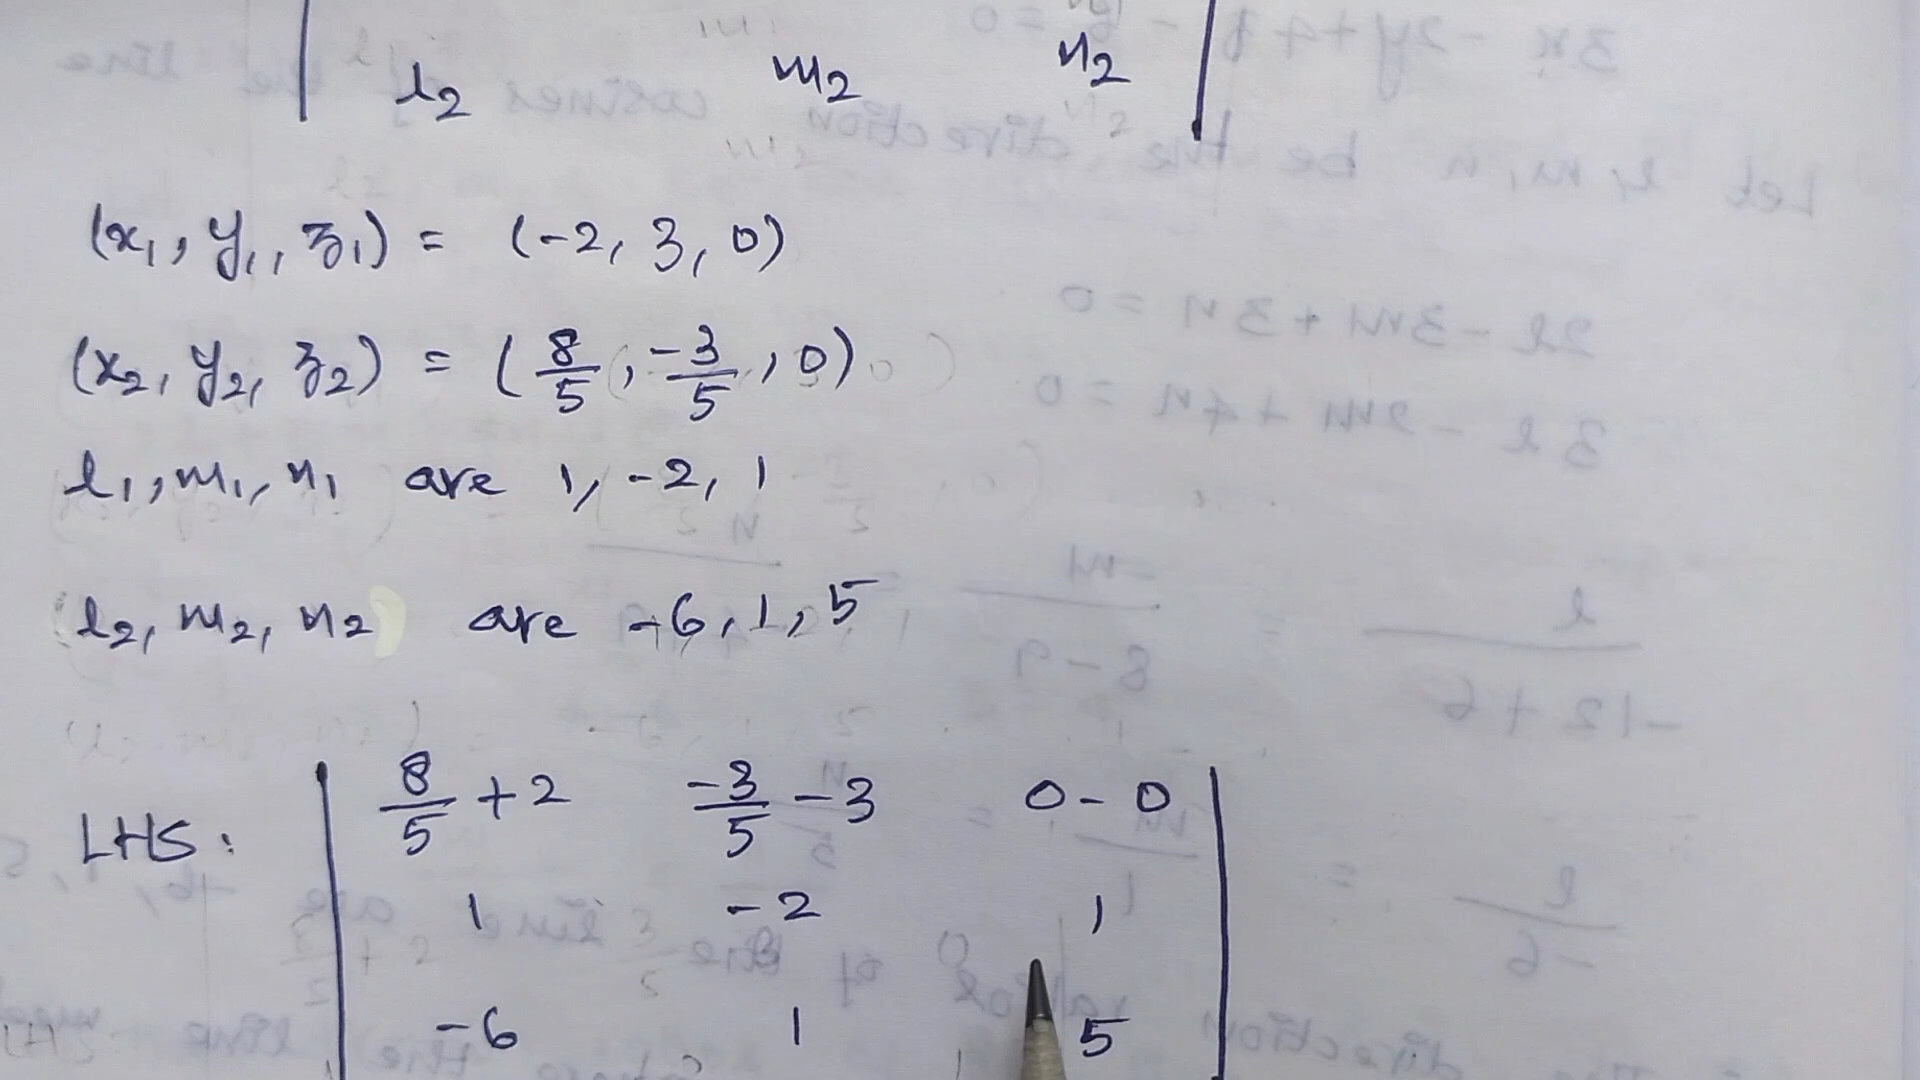 l₂ m₂ n₂
(x₁, y₁, z₁) = (-2, 3, 0)
(x₂, y₂, z₂) = (8/5, -3/5, 0)
l₁, m₁, n₁ are 1, -2, 1
l₂, m₂, n₂ are -6, 1, 5
LHS: | 8/5 + 2 -3/5 - 3 0 - 0 |
1 -2 1
-6 1 5